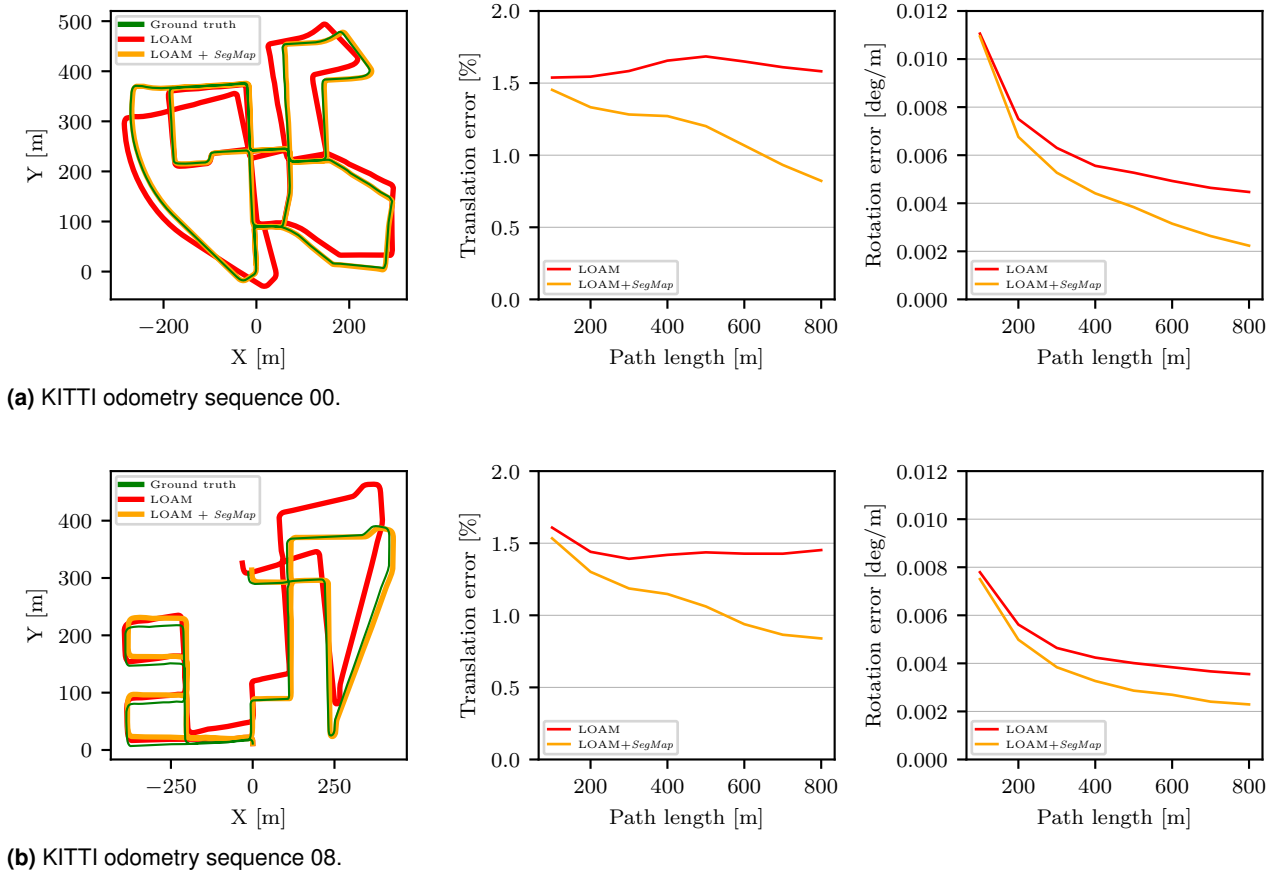 Ground truth
LOAM
LOAM + SegMap
500
400
300
200
100
0
Y [m]
−200 0 200
X [m]
2.0
1.5
1.0
0.5
0.0
Translation error [%]
LOAM
LOAM+SegMap
200 400 600 800
Path length [m]
0.012
0.010
0.008
0.006
0.004
0.002
0.000
Rotation error [deg/m]
LOAM
LOAM+SegMap
200 400 600 800
Path length [m]
(a) KITTI odometry sequence 00.
Ground truth
LOAM
LOAM + SegMap
400
300
200
100
0
Y [m]
−250 0 250
X [m]
2.0
1.5
1.0
0.5
0.0
Translation error [%]
LOAM
LOAM+SegMap
200 400 600 800
Path length [m]
0.012
0.010
0.008
0.006
0.004
0.002
0.000
Rotation error [deg/m]
LOAM
LOAM+SegMap
200 400 600 800
Path length [m]
(b) KITTI odometry sequence 08.